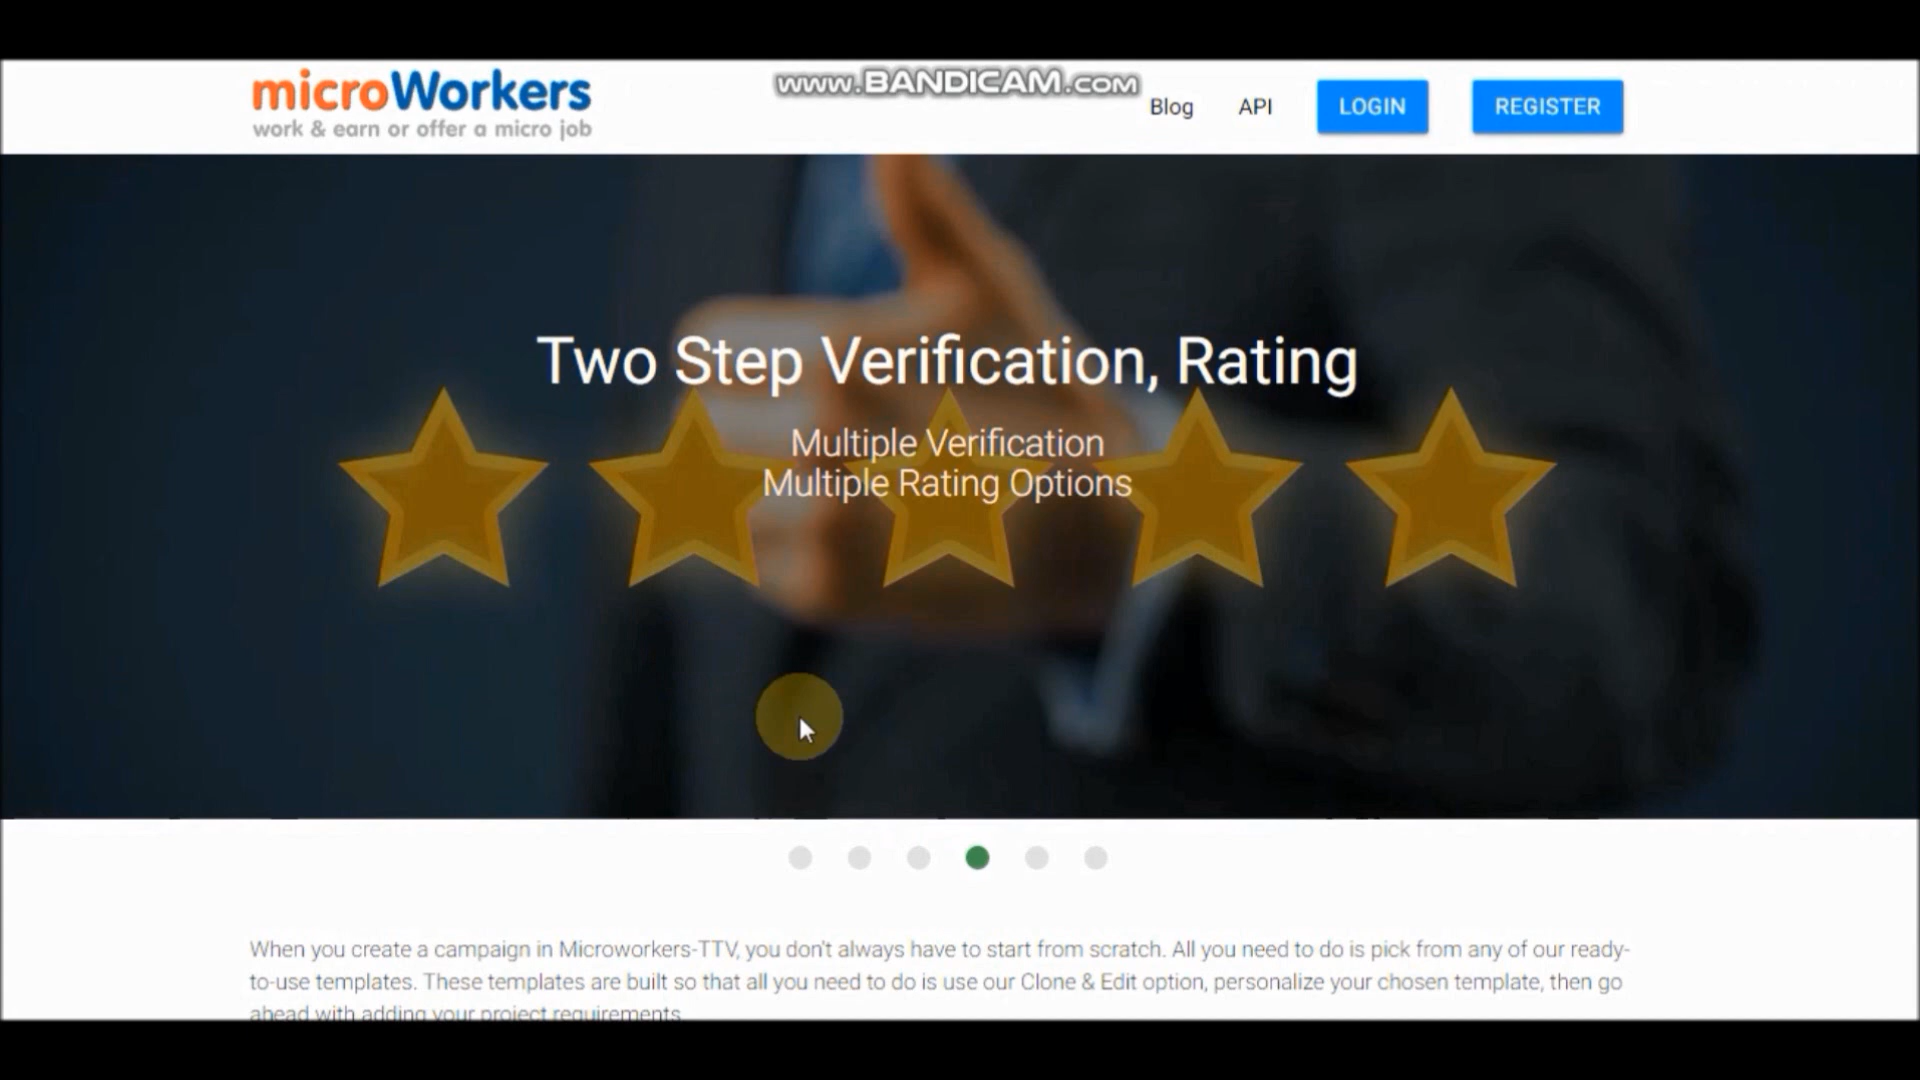 microWorkers
work & earn or offer a micro job
www.BANDICAM.com
Blog
API
LOGIN
REGISTER
Two Step Verification, Rating
Multiple Verification
Multiple Rating Options
When you create a campaign in Microworkers-TTV, you don't always have to start from scratch. All you need to do is pick from any of our ready-
to-use templates. These templates are built so that all you need to do is use our Clone & Edit option, personalize your chosen template, then go
ahead with adding your project requirements